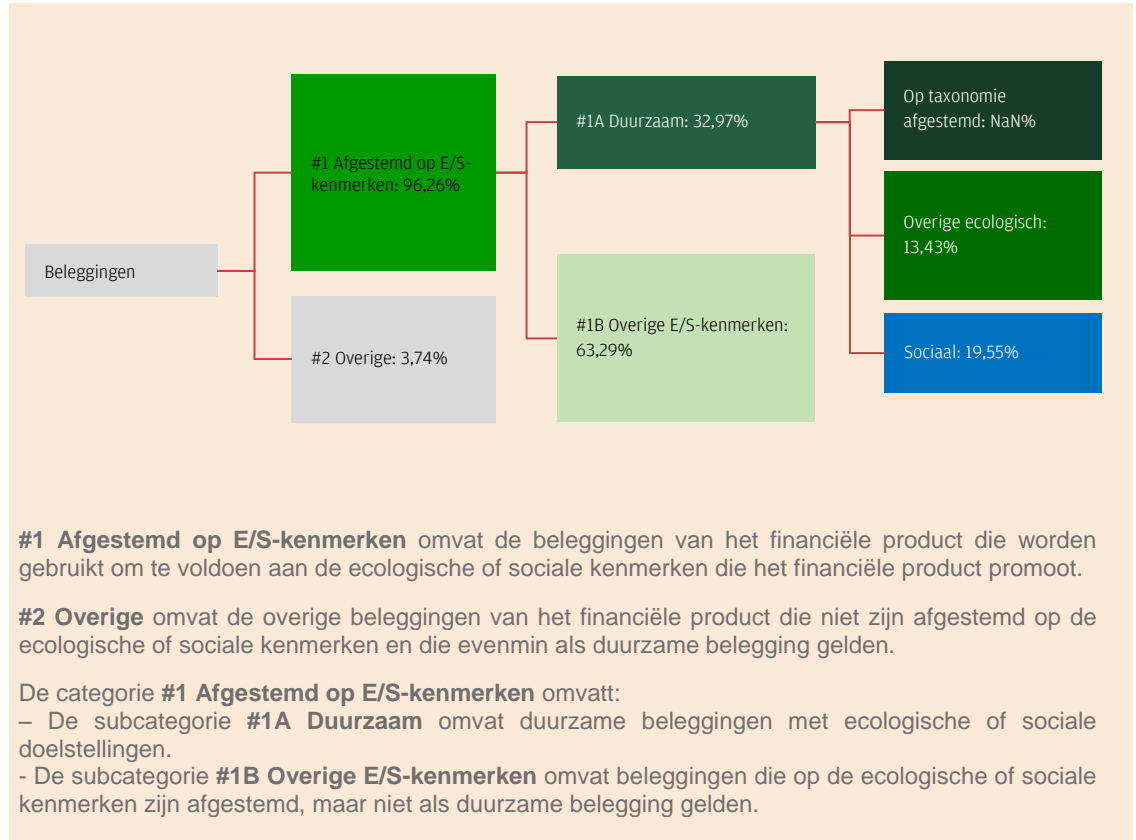 Op taxonomie
afgestemd: NaN%
#1A Duurzaam: 32,97%
#1 Afgestemd op E/S-
kenmerken: 96,26%
Overige ecologisch:
13,43%
Beleggingen
#1B Overige E/S-kenmerken:
63,29%
#2 Overige: 3,74%
Sociaal: 19,55%
#1 Afgestemd op E/S-kenmerken omvat de beleggingen van het financiële product die worden
gebruikt om te voldoen aan de ecologische of sociale kenmerken die het financiële product promoot.
#2 Overige omvat de overige beleggingen van het financiële product die niet zijn afgestemd op de
ecologische of sociale kenmerken en die evenmin als duurzame belegging gelden.
De categorie #1 Afgestemd op E/S-kenmerken omvatt:
– De subcategorie #1A Duurzaam omvat duurzame beleggingen met ecologische of sociale
doelstellingen.
- De subcategorie #1B Overige E/S-kenmerken omvat beleggingen die op de ecologische of sociale
kenmerken zijn afgestemd, maar niet als duurzame belegging gelden.